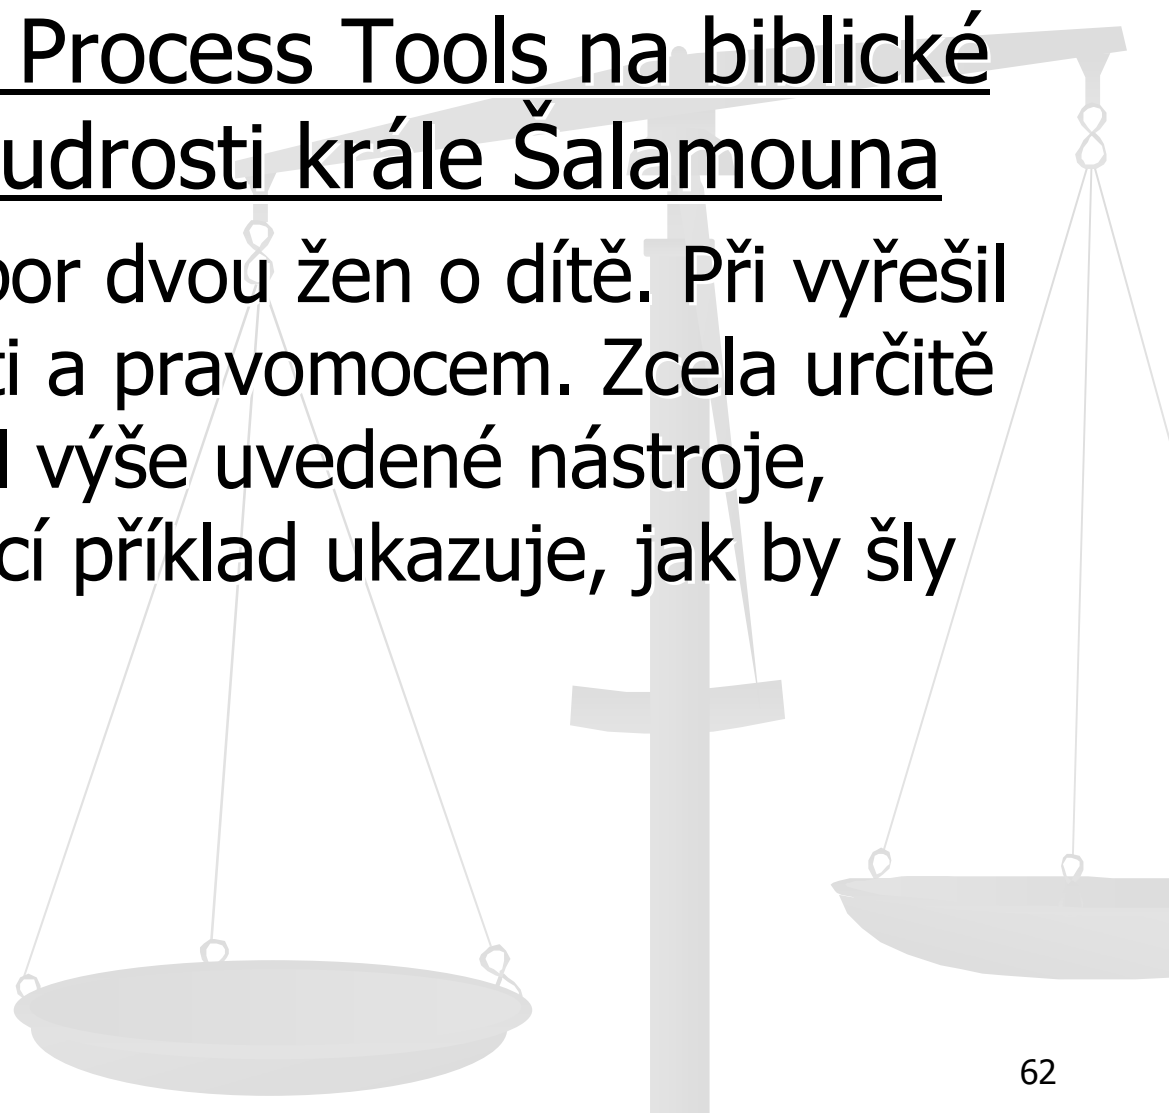 Process Tools na biblické
udrosti krále Šalamouna
por dvou žen o dítě. Při vyřešil
ti a pravomocem. Zcela určitě
l výše uvedené nástroje,
cí příklad ukazuje, jak by šly
62